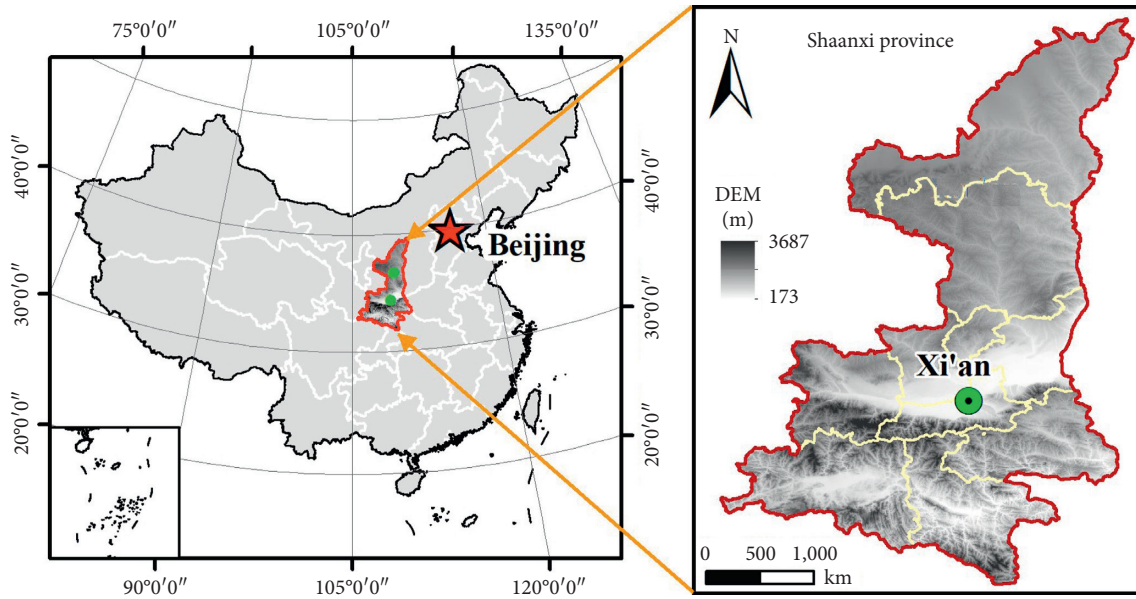 75°0′0″
105°0′0″
135°0′0″
40°0′0″
30°0′0″
20°0′0″
40°0′0″
30°0′0″
20°0′0″
Beijing
90°0′0″
105°0′0″
120°0′0″
N
Shaanxi province
DEM
(m)
3687
173
Xi'an
0 500 1,000
km